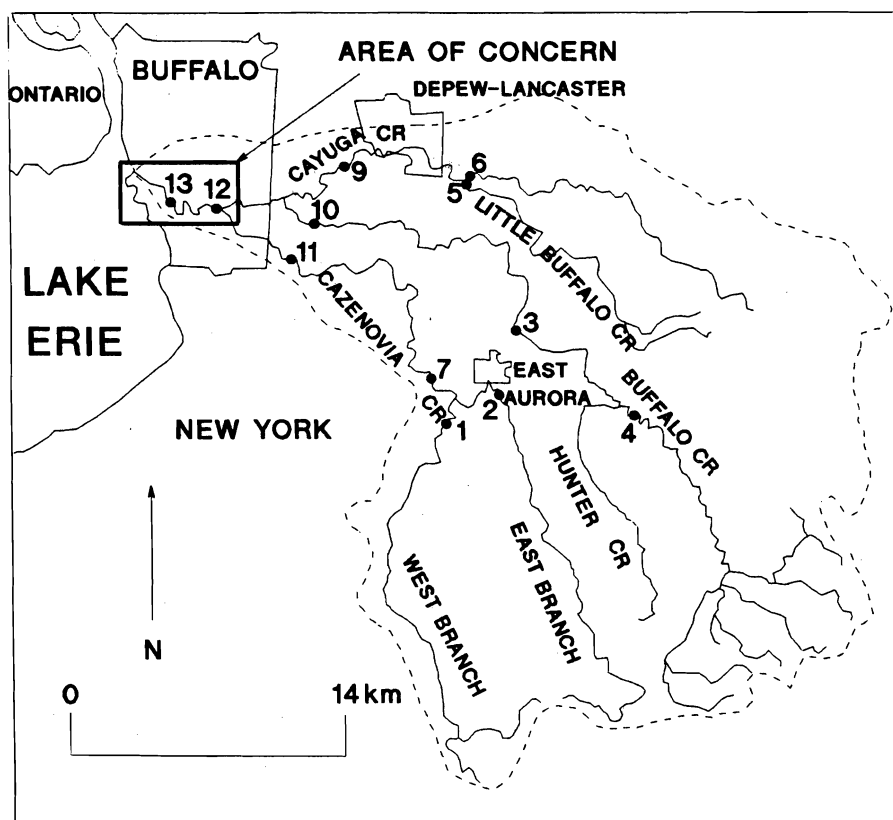 AREA OF CONCERN
BUFFALO
ONTARIO
DEPEW-LANCASTER
CAYUGA CR
9
6
5
13
12
10
11
LITTLE BUFFALO CR
LAKE
ERIE
CAZENOVIA
CR
3
7
EAST
AURORA
2
1
4
BUFFALO CR
NEW YORK
HUNTER CR
EAST BRANCH
WEST BRANCH
N
0
14 km